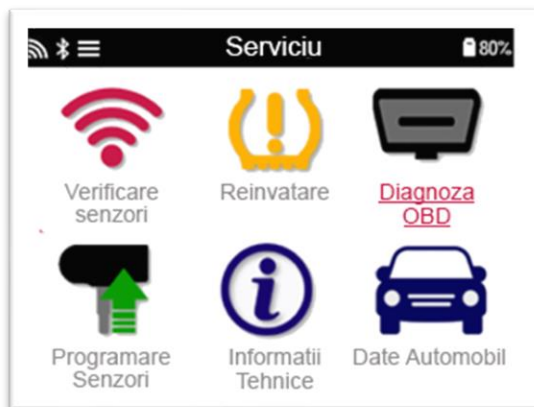 Serviciu
80%
Verificare
senzori
Reinvatare
Diagnoza
OBD
Programare
Senzori
Informatii
Tehnice
Date Automobil